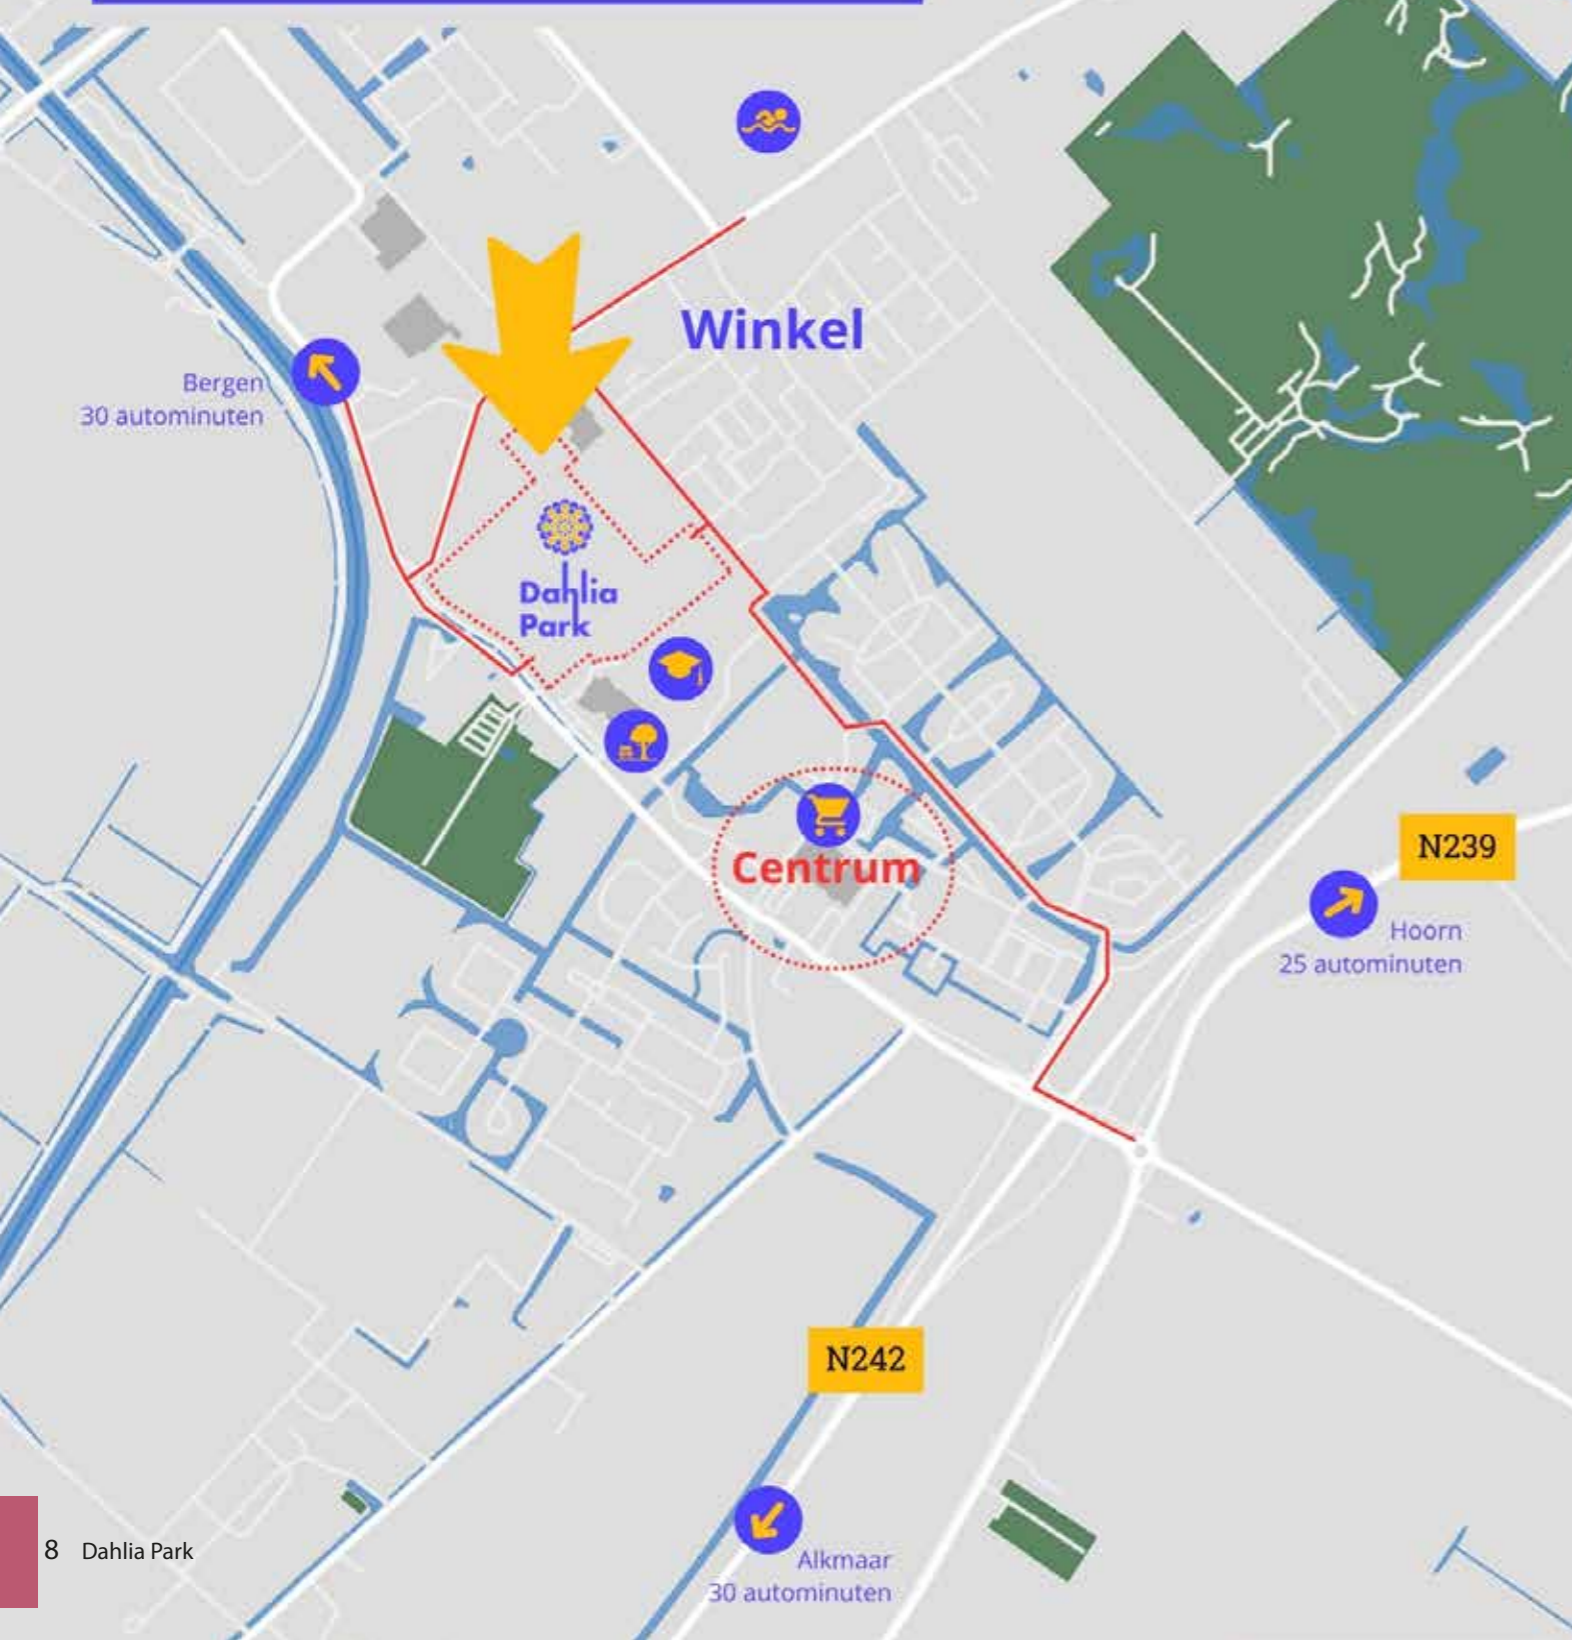 Winkel
Bergen
30 autominuten
Dahlia
Park
Centrum
N239
Hoorn
25 autominuten
N242
Alkmaar
30 autominuten
8 Dahlia Park